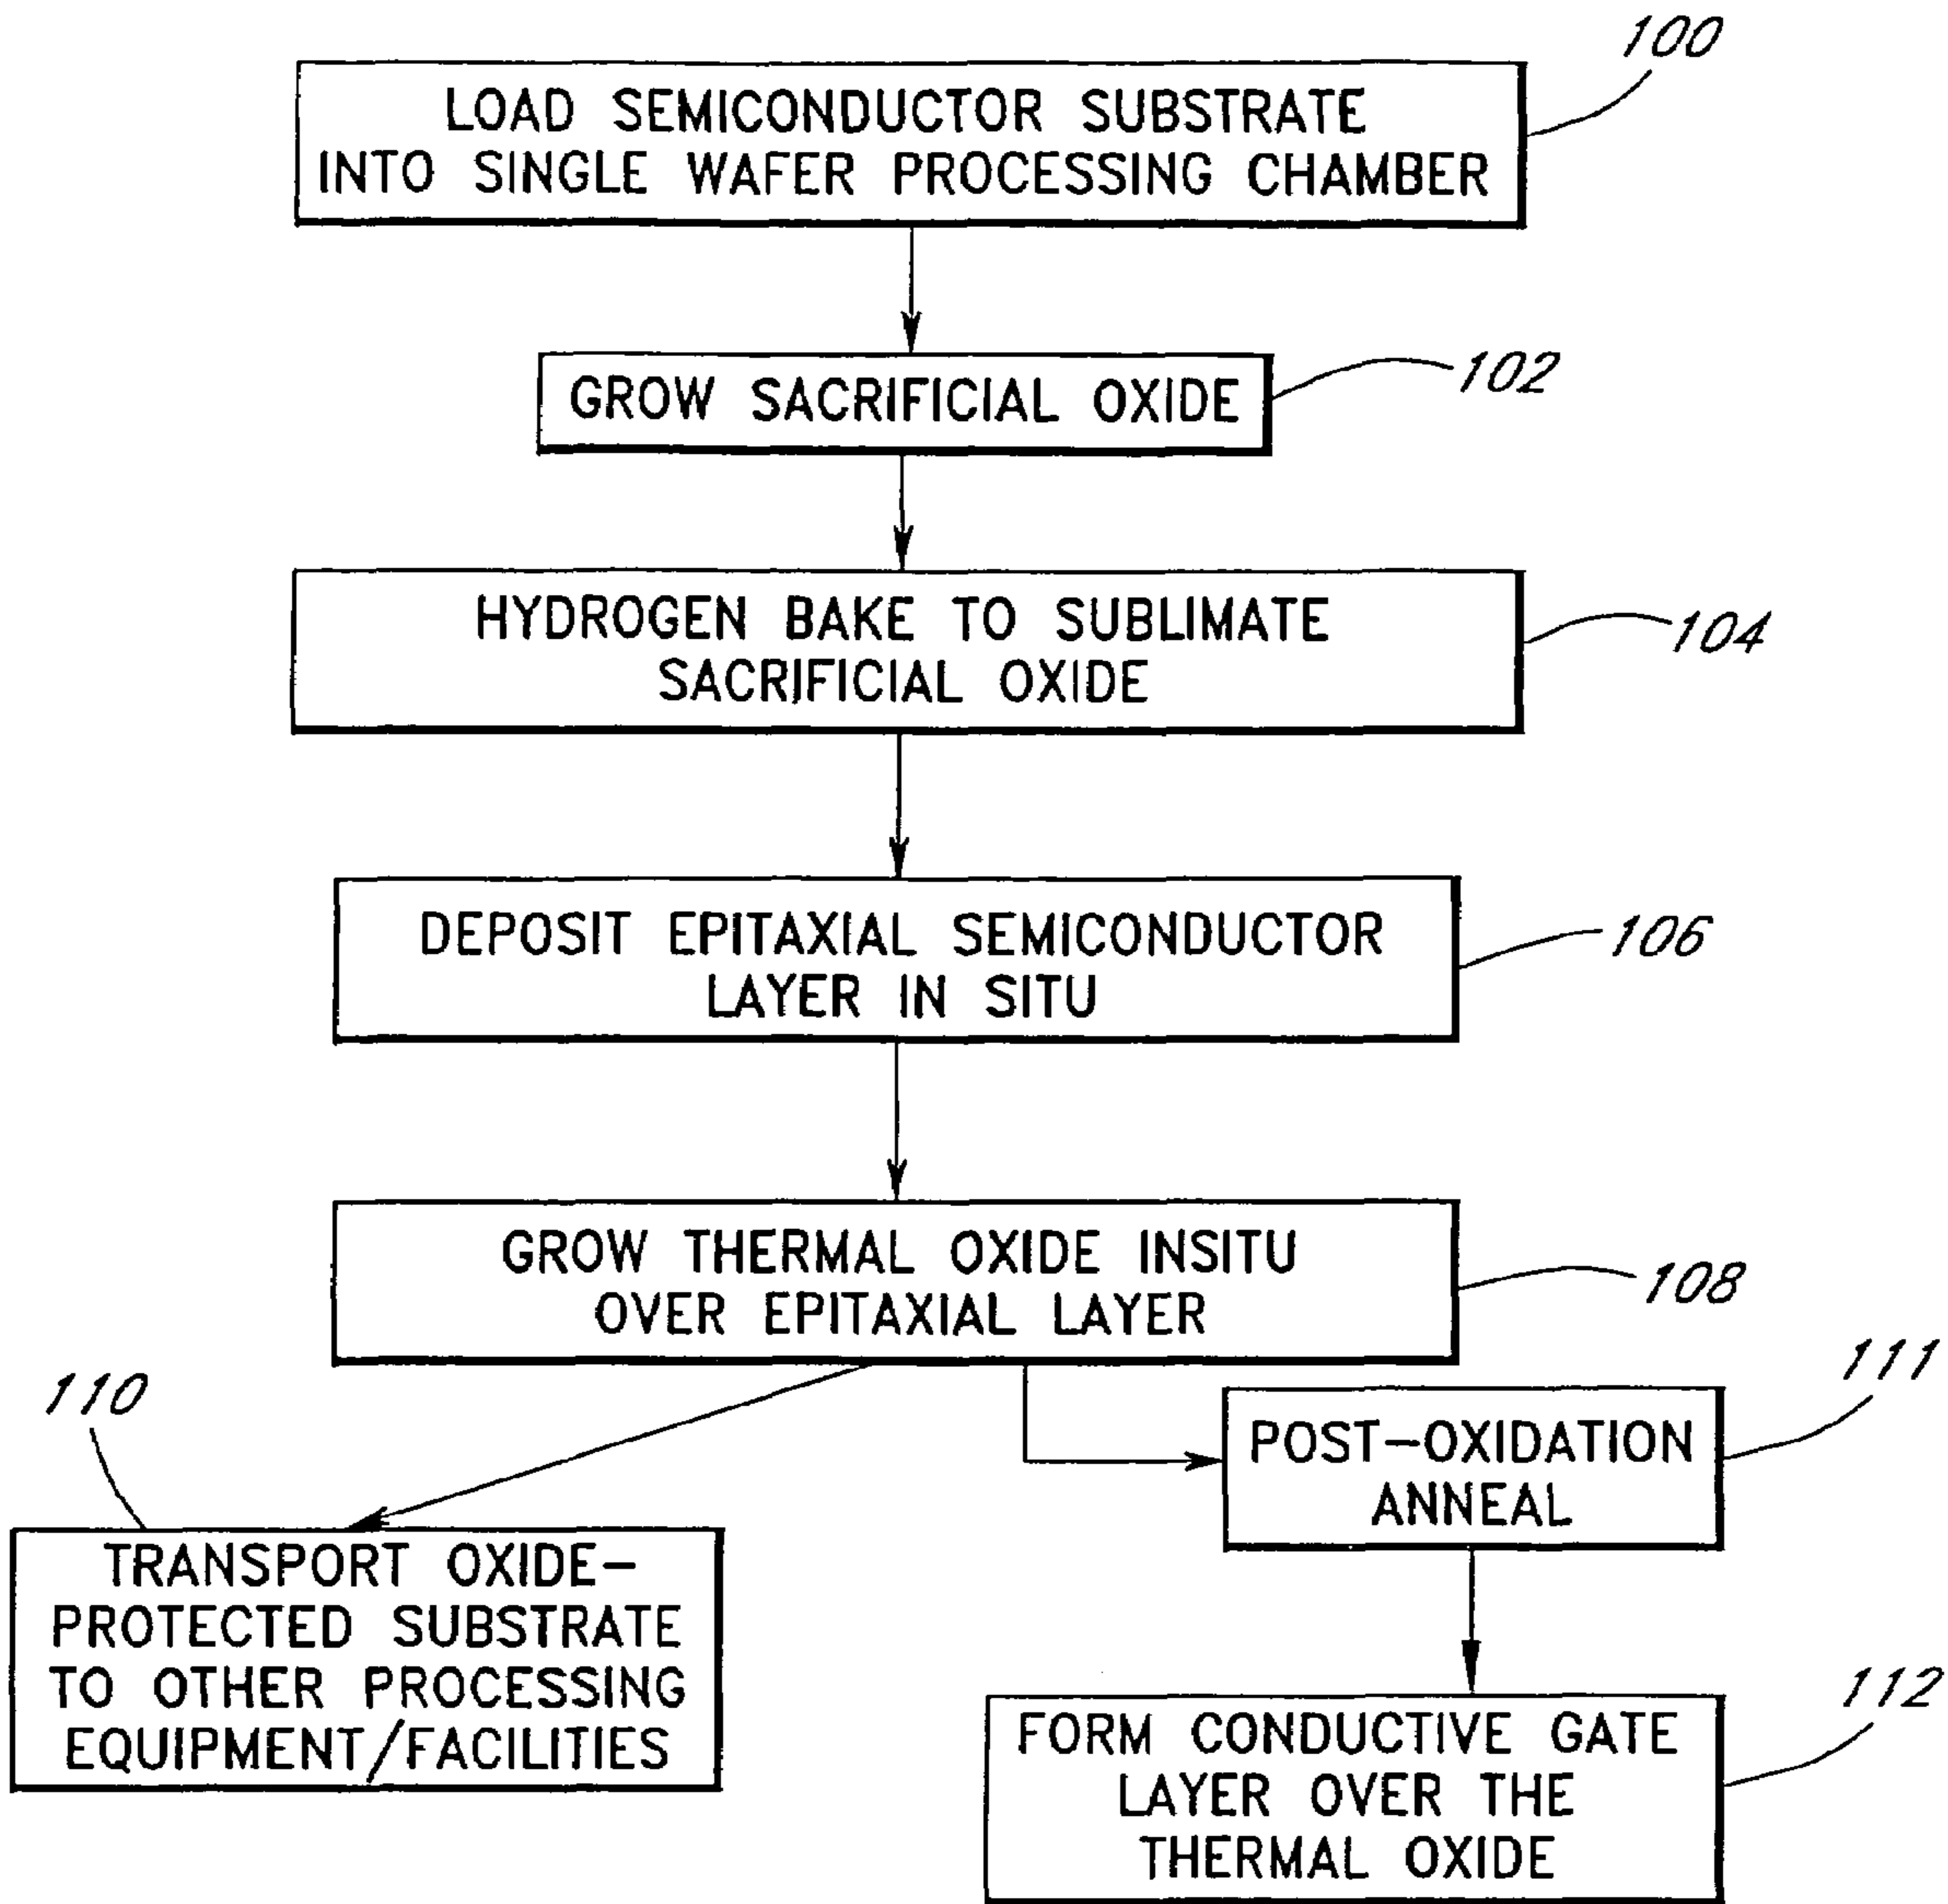 100
LOAD SEMICONDUCTOR SUBSTRATE
INTO SINGLE WAFER PROCESSING CHAMBER
102
GROW SACRIFICIAL OXIDE
104
HYDROGEN BAKE TO SUBLIMATE
SACRIFICIAL OXIDE
106
DEPOSIT EPITAXIAL SEMICONDUCTOR
LAYER IN SITU
108
GROW THERMAL OXIDE INSITU
OVER EPITAXIAL LAYER
110
TRANSPORT OXIDE-
PROTECTED SUBSTRATE
TO OTHER PROCESSING
EQUIPMENT/FACILITIES
111
POST-OXIDATION
ANNEAL
112
FORM CONDUCTIVE GATE
LAYER OVER THE
THERMAL OXIDE